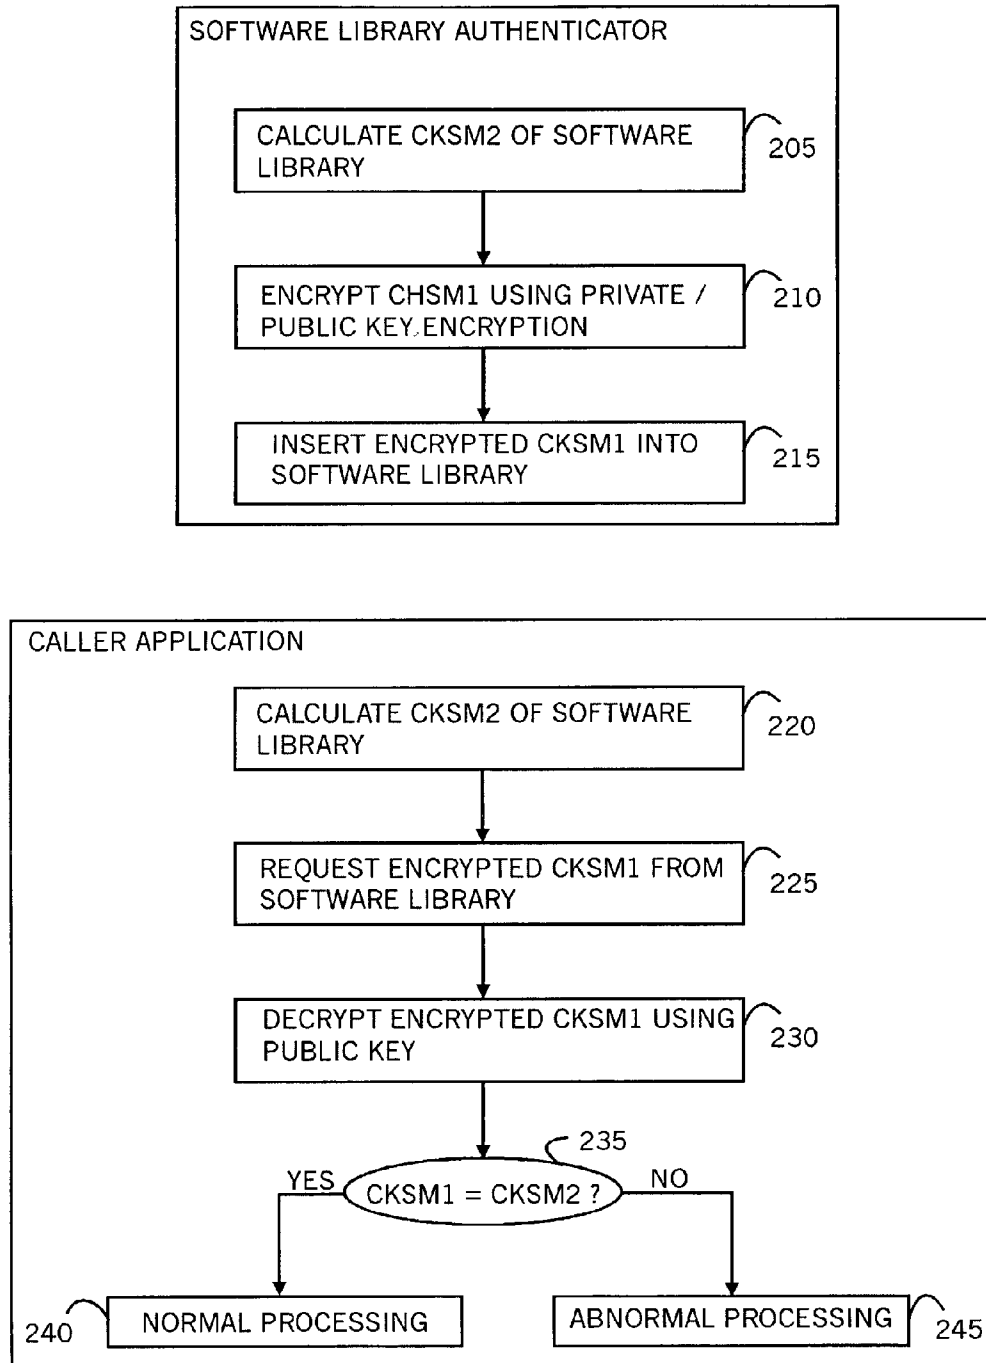 SOFTWARE LIBRARY AUTHENTICATOR
CALCULATE CKSM2 OF SOFTWARE
LIBRARY
205
ENCRYPT CHSM1 USING PRIVATE /
PUBLIC KEY ENCRYPTION
210
INSERT ENCRYPTED CKSM1 INTO
SOFTWARE LIBRARY
215
CALLER APPLICATION
CALCULATE CKSM2 OF SOFTWARE
LIBRARY
220
REQUEST ENCRYPTED CKSM1 FROM
SOFTWARE LIBRARY
225
DECRYPT ENCRYPTED CKSM1 USING
PUBLIC KEY
230
235
YES
CKSM1 = CKSM2 ?
NO
240
NORMAL PROCESSING
ABNORMAL PROCESSING
245